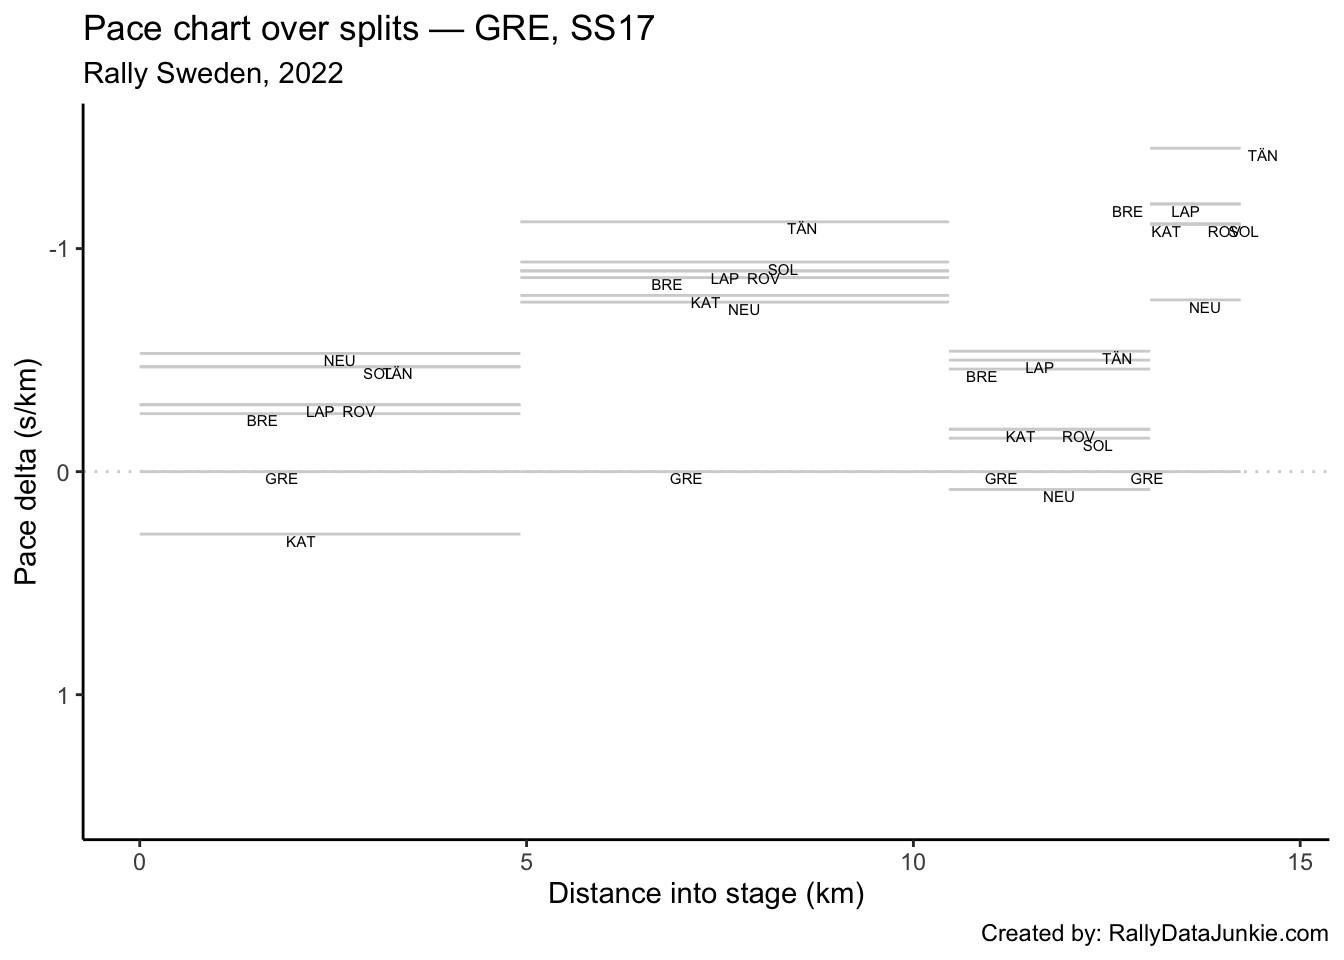 Pace chart over splits — GRE, SS17
Rally Sweden, 2022
TÄN
BRE LAP
KAT ROV SOL
TÄN
-1
SOL
LAP ROV
BRE
KAT
NEU
NEU
NEU
TÄN
SOL TÄN
LAP
BRE
LAP ROV
BRE
KAT ROV
SOL
0
GRE GRE GRE GRE
NEU
KAT
1
Pace delta (s/km)
0 5 10 15
Distance into stage (km)
Created by: RallyDataJunkie.com